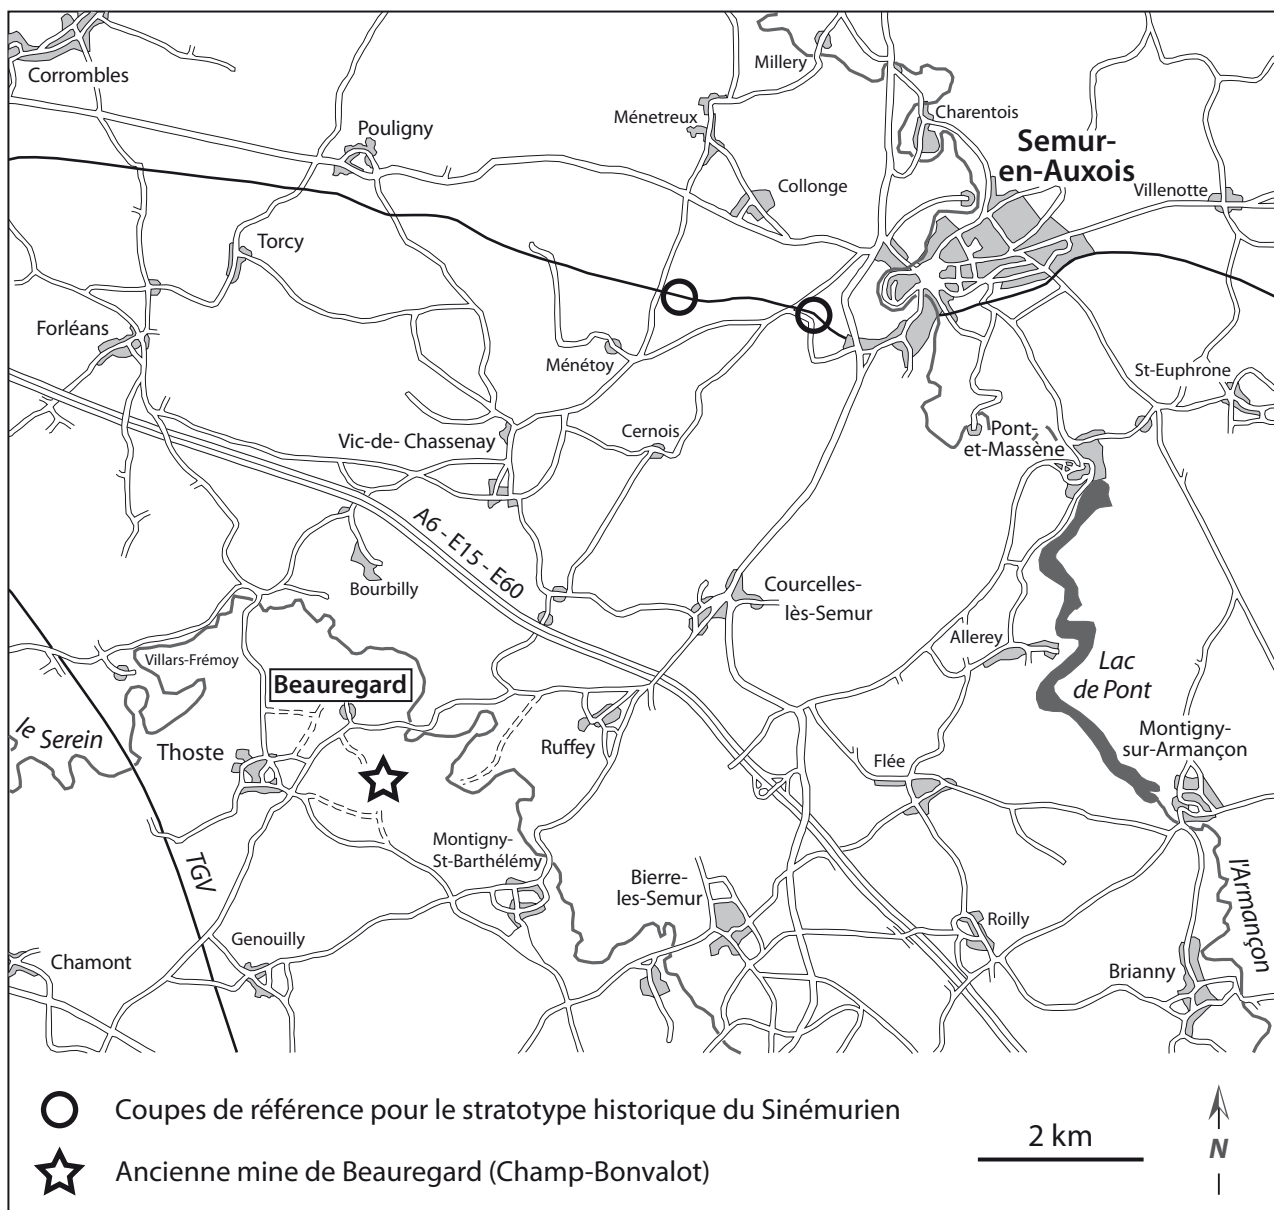 Millery
Corrombles
Ménetreux
Charentois
Pouligny
Semur-
en-Auxois
Collonge
Villenotte
Torcy
Forléans
Ménétoy
St-Euphrone
Vic-de- Chassenay
Cernois
Pont-
et-Massène
A6 - E15 - E60
Bourbilly
Courcelles-
lès-Semur
Allerey
Villars-Frémoy
Beauregard
Lac
de Pont
le Serein
Thoste
Ruffey
Montigny-
sur-Armançon
Flée
Montigny-
St-Barthélémy
TGV
Bierre-
les-Semur
l'Armançon
Roilly
Genouilly
Chamont
Brianny
Coupes de référence pour le stratotype historique du Sinémurien
2 km
N
Ancienne mine de Beauregard (Champ-Bonvalot)